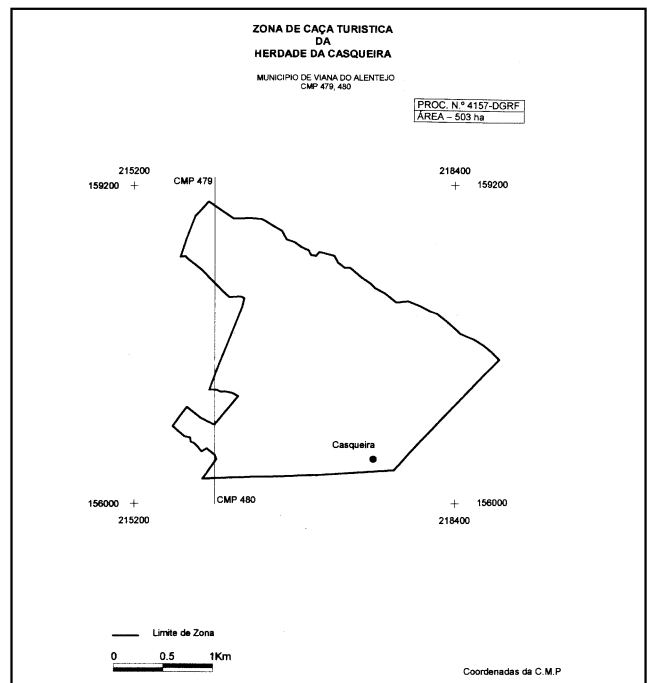 ZONA DE CAÇA TURISTICA
DA
HERDADE DA CASQUEIRA
MUNICIPIO DE VIANA DO ALENTEJO
CMP 479, 480
PROC. N.º 4157-DGRF
ÁREA – 503 ha
215200
218400
159200
CMP 479
159200
Casqueira
156000
CMP 480
156000
215200
218400
Limite de Zona
0 0.5 1Km
Coordenadas da C.M.P